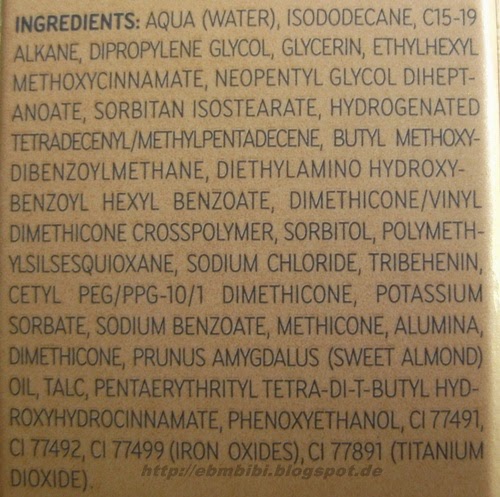 INGREDIENTS: AQUA (WATER), ISODODECANE, C15-19
ALKANE, DIPROPYLENE GLYCOL, GLYCERIN, ETHYLHEXYL
METHOXYCINNAMATE, NEOPENTYL GLYCOL DIHEPT-
ANOATE, SORBITAN ISOSTEARATE, HYDROGENATED
TETRADECENYL/METHYLPENTADECENE, BUTYL METHOXY-
DIBENZOYLMETHANE, DIETHYLAMINO HYDROXY-
BENZOYL HEXYL BENZOATE, DIMETHICONE/VINYL
DIMETHICONE CROSSPOLYMER, SORBITOL, POLYMETH-
YLSILSESQUIOXANE, SODIUM CHLORIDE, TRIBEHENIN,
CETYL PEG/PPG-10/1 DIMETHICONE, POTASSIUM
SORBATE, SODIUM BENZOATE, METHICONE, ALUMINA,
DIMETHICONE, PRUNUS AMYGDALUS (SWEET ALMOND)
OIL, TALC, PENTAERYTHRITYL TETRA-DI-T-BUTYL HYD-
ROXYHYDROCINNAMATE, PHENOXYETHANOL, CI 77491,
CI 77492, CI 77499 (IRON OXIDES), CI 77891 (TITANIUM
DIOXIDE).
http://ebmbibi.blogspot.de